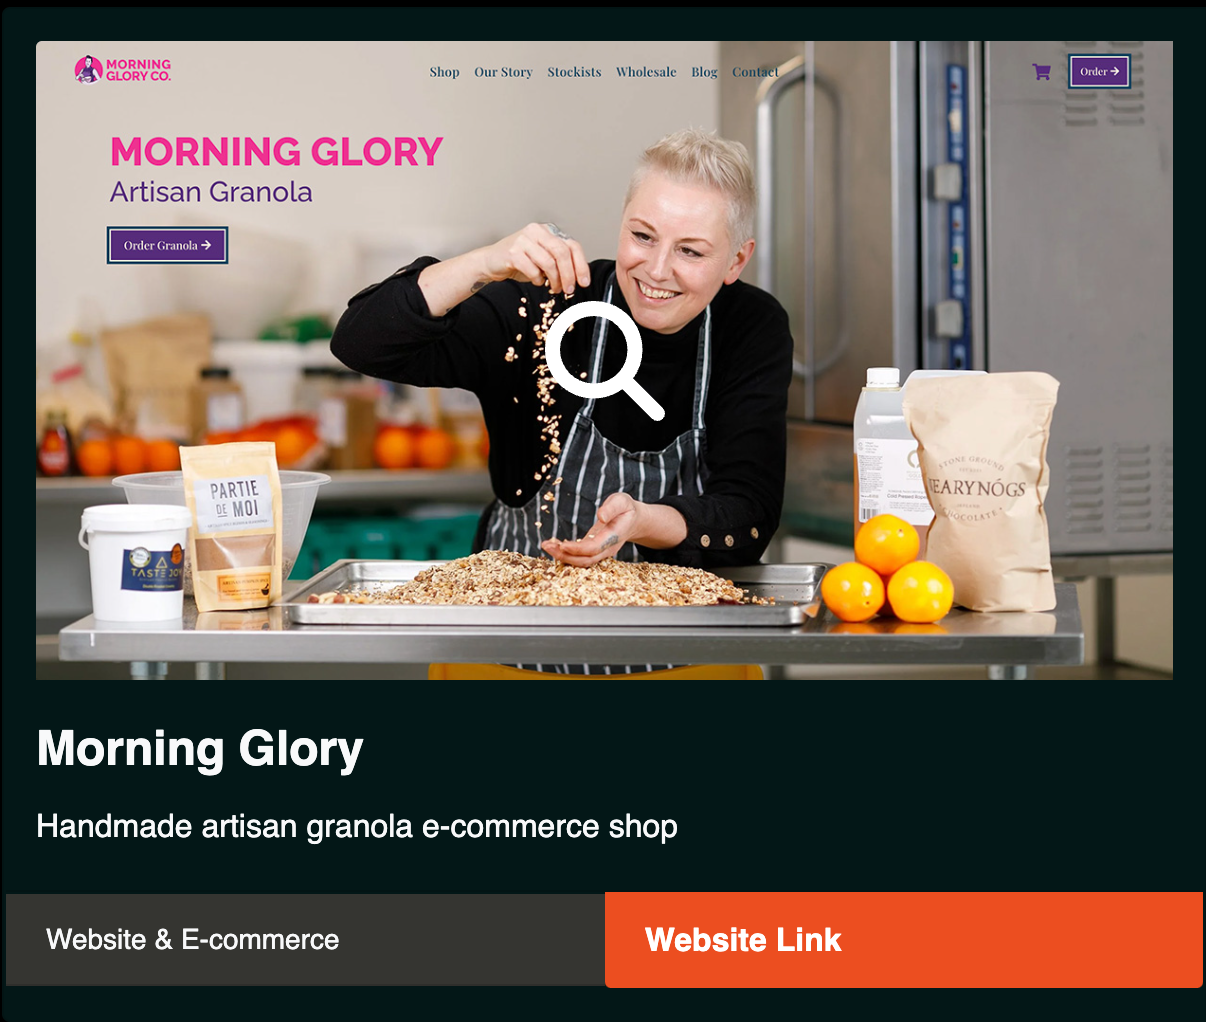 MORNING
GLORY CO.
Shop Our Story Stockists Wholesale Blog Contact
Order →
MORNING GLORY
Artisan Granola
Order Granola →
PARTIE
DE MOI
TASTE JOY
STONE GROUND
EARYNÓGS
CHOCOLATE
Morning Glory
Handmade artisan granola e-commerce shop
Website & E-commerce
Website Link